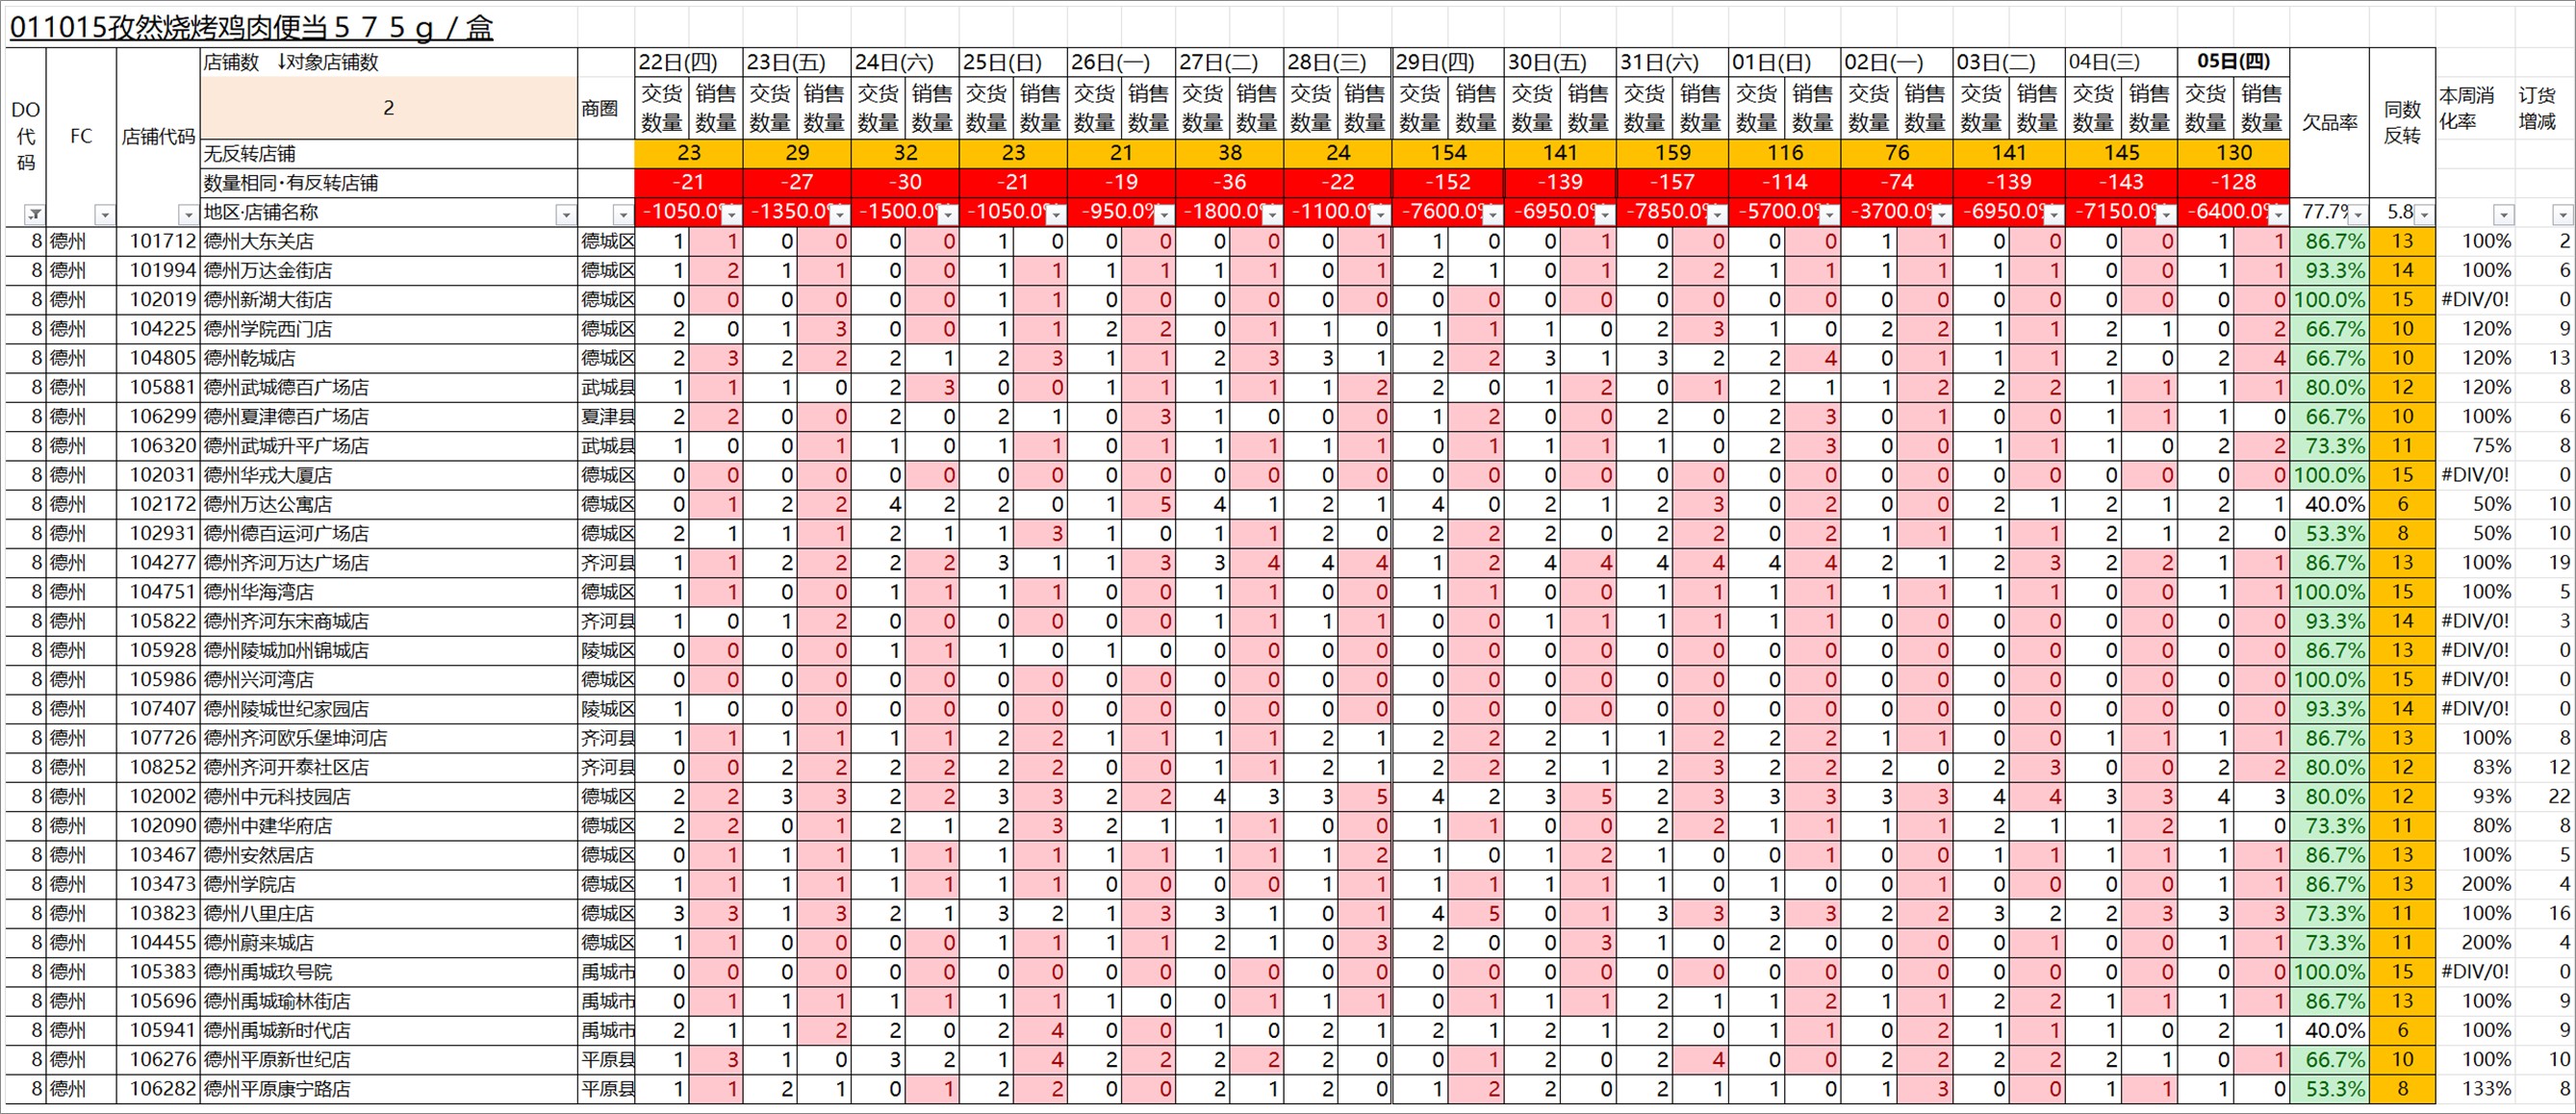 011015孜然烧烤鸡肉便当５７５ｇ／盒
DO代码 FC 店铺代码 店铺数 ↓对象店铺数 商圈 22日(四) 23日(五) 24日(六) 25日(日) 26日(一) 27日(二) 28日(三) 29日(四) 30日(五) 31日(六) 01日(日) 02日(一) 03日(二) 04日(三) 05日(四) 欠品率 同数反转 本周消化率 订货增减
2 交货数量 销售数量 交货数量 销售数量 交货数量 销售数量 交货数量 销售数量 交货数量 销售数量 交货数量 销售数量 交货数量 销售数量 交货数量 销售数量 交货数量 销售数量 交货数量 销售数量 交货数量 销售数量 交货数量 销售数量 交货数量 销售数量 交货数量 销售数量 交货数量 销售数量
无反转店铺 23 29 32 23 21 38 24 154 141 159 116 76 141 145 130
数量相同·有反转店铺 -21 -27 -30 -21 -19 -36 -22 -152 -139 -157 -114 -74 -139 -143 -128
地区·店铺名称 -1050.0% -1350.0% -1500.0% -1050.0% -950.0% -1800.0% -1100.0% -7600.0% -6950.0% -7850.0% -5700.0% -3700.0% -6950.0% -7150.0% -6400.0% 77.7% 5.8
8 德州 101712 德州大东关店 德城区 1 1 0 0 0 0 1 0 0 0 0 0 0 1 1 0 0 1 0 0 0 0 1 1 0 0 0 0 1 1 86.7% 13 100% 2
8 德州 101994 德州万达金街店 德城区 1 2 1 1 0 0 1 1 1 1 1 1 0 1 2 1 0 1 2 2 1 1 1 1 1 1 0 0 1 1 93.3% 14 100% 6
8 德州 102019 德州新湖大街店 德城区 0 0 0 0 0 0 1 1 0 0 0 0 0 0 0 0 0 0 0 0 0 0 0 0 0 0 0 0 0 0 100.0% 15 #DIV/0! 0
8 德州 104225 德州学院西门店 德城区 2 0 1 3 0 0 1 1 2 2 0 1 1 0 1 1 1 0 2 3 1 0 2 2 1 1 2 1 0 2 66.7% 10 120% 9
8 德州 104805 德州乾城店 德城区 2 3 2 2 2 1 2 3 1 1 2 3 3 1 2 2 3 1 3 2 2 4 0 1 1 1 2 0 2 4 66.7% 10 120% 13
8 德州 105881 德州武城德百广场店 武城县 1 1 1 0 2 3 0 0 1 1 1 1 1 2 2 0 1 2 0 1 2 1 1 2 2 2 1 1 1 1 80.0% 12 120% 8
8 德州 106299 德州夏津德百广场店 夏津县 2 2 0 0 2 0 2 1 0 3 1 0 0 0 1 2 0 0 2 0 2 3 0 1 0 0 1 1 1 0 66.7% 10 100% 6
8 德州 106320 德州武城升平广场店 武城县 1 0 0 1 1 0 1 1 0 1 1 1 1 1 0 1 1 1 1 0 2 3 0 0 1 1 1 0 2 2 73.3% 11 75% 8
8 德州 102031 德州华戎大厦店 德城区 0 0 0 0 0 0 0 0 0 0 0 0 0 0 0 0 0 0 0 0 0 0 0 0 0 0 0 0 0 0 100.0% 15 #DIV/0! 0
8 德州 102172 德州万达公寓店 德城区 0 1 2 2 4 2 2 0 1 5 4 1 2 1 4 0 2 1 2 3 0 2 0 0 2 1 2 1 2 1 40.0% 6 50% 10
8 德州 102931 德州德百运河广场店 德城区 2 1 1 1 2 1 1 3 1 0 1 1 2 0 2 2 2 0 2 2 0 2 1 1 1 1 2 1 2 0 53.3% 8 50% 10
8 德州 104277 德州齐河万达广场店 齐河县 1 1 2 2 2 2 3 1 1 3 3 4 4 4 1 2 4 4 4 4 4 4 2 1 2 3 2 2 1 1 86.7% 13 100% 19
8 德州 104751 德州华海湾店 德城区 1 1 0 0 1 1 1 1 0 0 1 1 0 0 0 0 1 1 1 1 1 1 1 1 1 1 0 0 1 1 100.0% 15 100% 5
8 德州 105822 德州齐河东宋商城店 齐河县 1 0 1 2 0 0 0 0 0 0 1 1 1 1 0 0 1 1 1 1 1 1 0 0 0 0 0 0 0 0 93.3% 14 #DIV/0! 3
8 德州 105928 德州陵城加州锦城店 陵城区 0 0 0 0 1 1 1 0 1 0 0 0 0 0 0 0 0 0 0 0 0 0 0 0 0 0 0 0 0 0 86.7% 13 #DIV/0! 0
8 德州 105986 德州兴河湾店 德城区 0 0 0 0 0 0 0 0 0 0 0 0 0 0 0 0 0 0 0 0 0 0 0 0 0 0 0 0 0 0 100.0% 15 #DIV/0! 0
8 德州 107407 德州陵城世纪家园店 陵城区 1 0 0 0 0 0 0 0 0 0 0 0 0 0 0 0 0 0 0 0 0 0 0 0 0 0 0 0 0 0 93.3% 14 #DIV/0! 0
8 德州 107726 德州齐河欧乐堡坤河店 齐河县 1 1 1 1 1 1 2 2 1 1 1 1 2 1 2 2 2 1 1 2 2 2 1 1 0 0 1 1 1 1 86.7% 13 100% 8
8 德州 108252 德州齐河开泰社区店 齐河县 0 0 2 2 2 2 2 2 0 0 1 1 2 1 2 2 2 1 2 3 2 2 2 0 2 3 0 0 2 2 80.0% 12 83% 12
8 德州 102002 德州中元科技园店 德城区 2 2 3 3 2 2 3 3 2 2 4 3 3 5 4 2 3 5 2 3 3 3 3 3 4 4 3 3 4 3 80.0% 12 93% 22
8 德州 102090 德州中建华府店 德城区 2 2 0 1 2 1 2 3 2 1 1 1 0 0 1 1 0 0 2 2 1 1 1 1 2 1 1 2 1 0 73.3% 11 80% 8
8 德州 103467 德州安然居店 德城区 0 1 1 1 1 1 1 1 1 1 1 1 1 2 1 0 1 2 1 0 0 1 0 0 1 1 1 1 1 1 86.7% 13 100% 5
8 德州 103473 德州学院店 德城区 1 1 1 1 1 1 1 1 0 0 0 0 1 1 1 1 1 1 1 0 1 0 0 1 0 0 0 0 1 1 86.7% 13 200% 4
8 德州 103823 德州八里庄店 德城区 3 3 1 3 2 1 3 2 1 3 3 1 0 1 4 5 0 1 3 3 3 3 2 2 3 2 2 3 3 3 73.3% 11 100% 16
8 德州 104455 德州蔚来城店 德城区 1 1 0 0 0 0 1 1 1 1 2 1 0 3 2 0 0 3 1 0 2 0 0 0 0 1 0 0 1 1 73.3% 11 200% 4
8 德州 105383 德州禹城玖号院 禹城市 0 0 0 0 0 0 0 0 0 0 0 0 0 0 0 0 0 0 0 0 0 0 0 0 0 0 0 0 0 0 100.0% 15 #DIV/0! 0
8 德州 105696 德州禹城瑜林街店 禹城市 0 1 1 1 1 1 1 1 1 0 0 1 1 1 0 1 1 1 2 1 1 2 1 1 2 2 1 1 1 1 86.7% 13 100% 9
8 德州 105941 德州禹城新时代店 禹城市 2 1 1 2 2 0 2 4 0 0 1 0 2 1 2 1 2 1 2 0 1 1 0 2 1 1 1 0 2 1 40.0% 6 100% 9
8 德州 106276 德州平原新世纪店 平原县 1 3 1 0 3 2 1 4 2 2 2 2 2 0 0 1 2 0 2 4 0 0 2 2 2 2 2 1 0 1 66.7% 10 100% 10
8 德州 106282 德州平原康宁路店 平原县 1 1 2 1 0 1 2 2 0 0 2 1 2 0 1 2 2 0 2 1 1 0 1 3 0 0 1 1 1 0 53.3% 8 133% 8